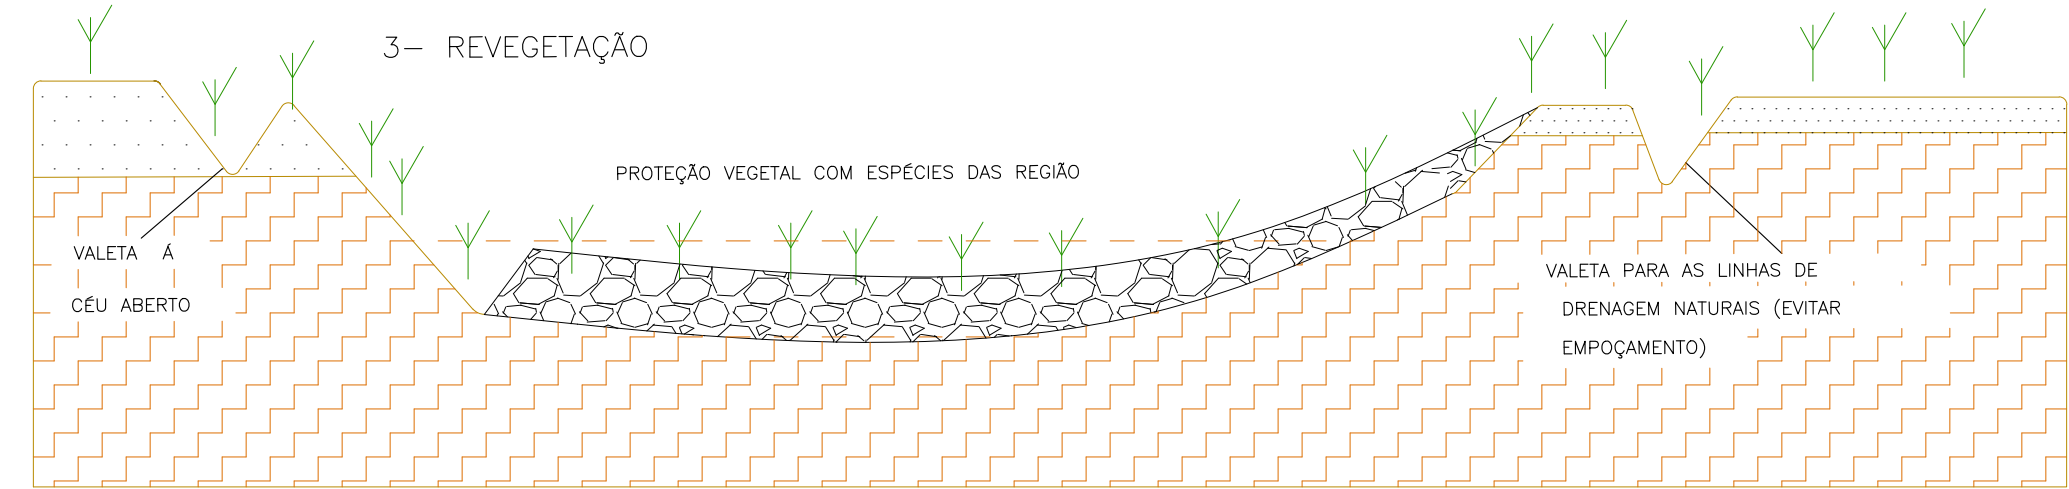 3- REVEGETAÇÃO
PROTEÇÃO VEGETAL COM ESPÉCIES DAS REGIÃO
VALETA Á
CÉU ABERTO
VALETA PARA AS LINHAS DE
DRENAGEM NATURAIS (EVITAR
EMPOÇAMENTO)